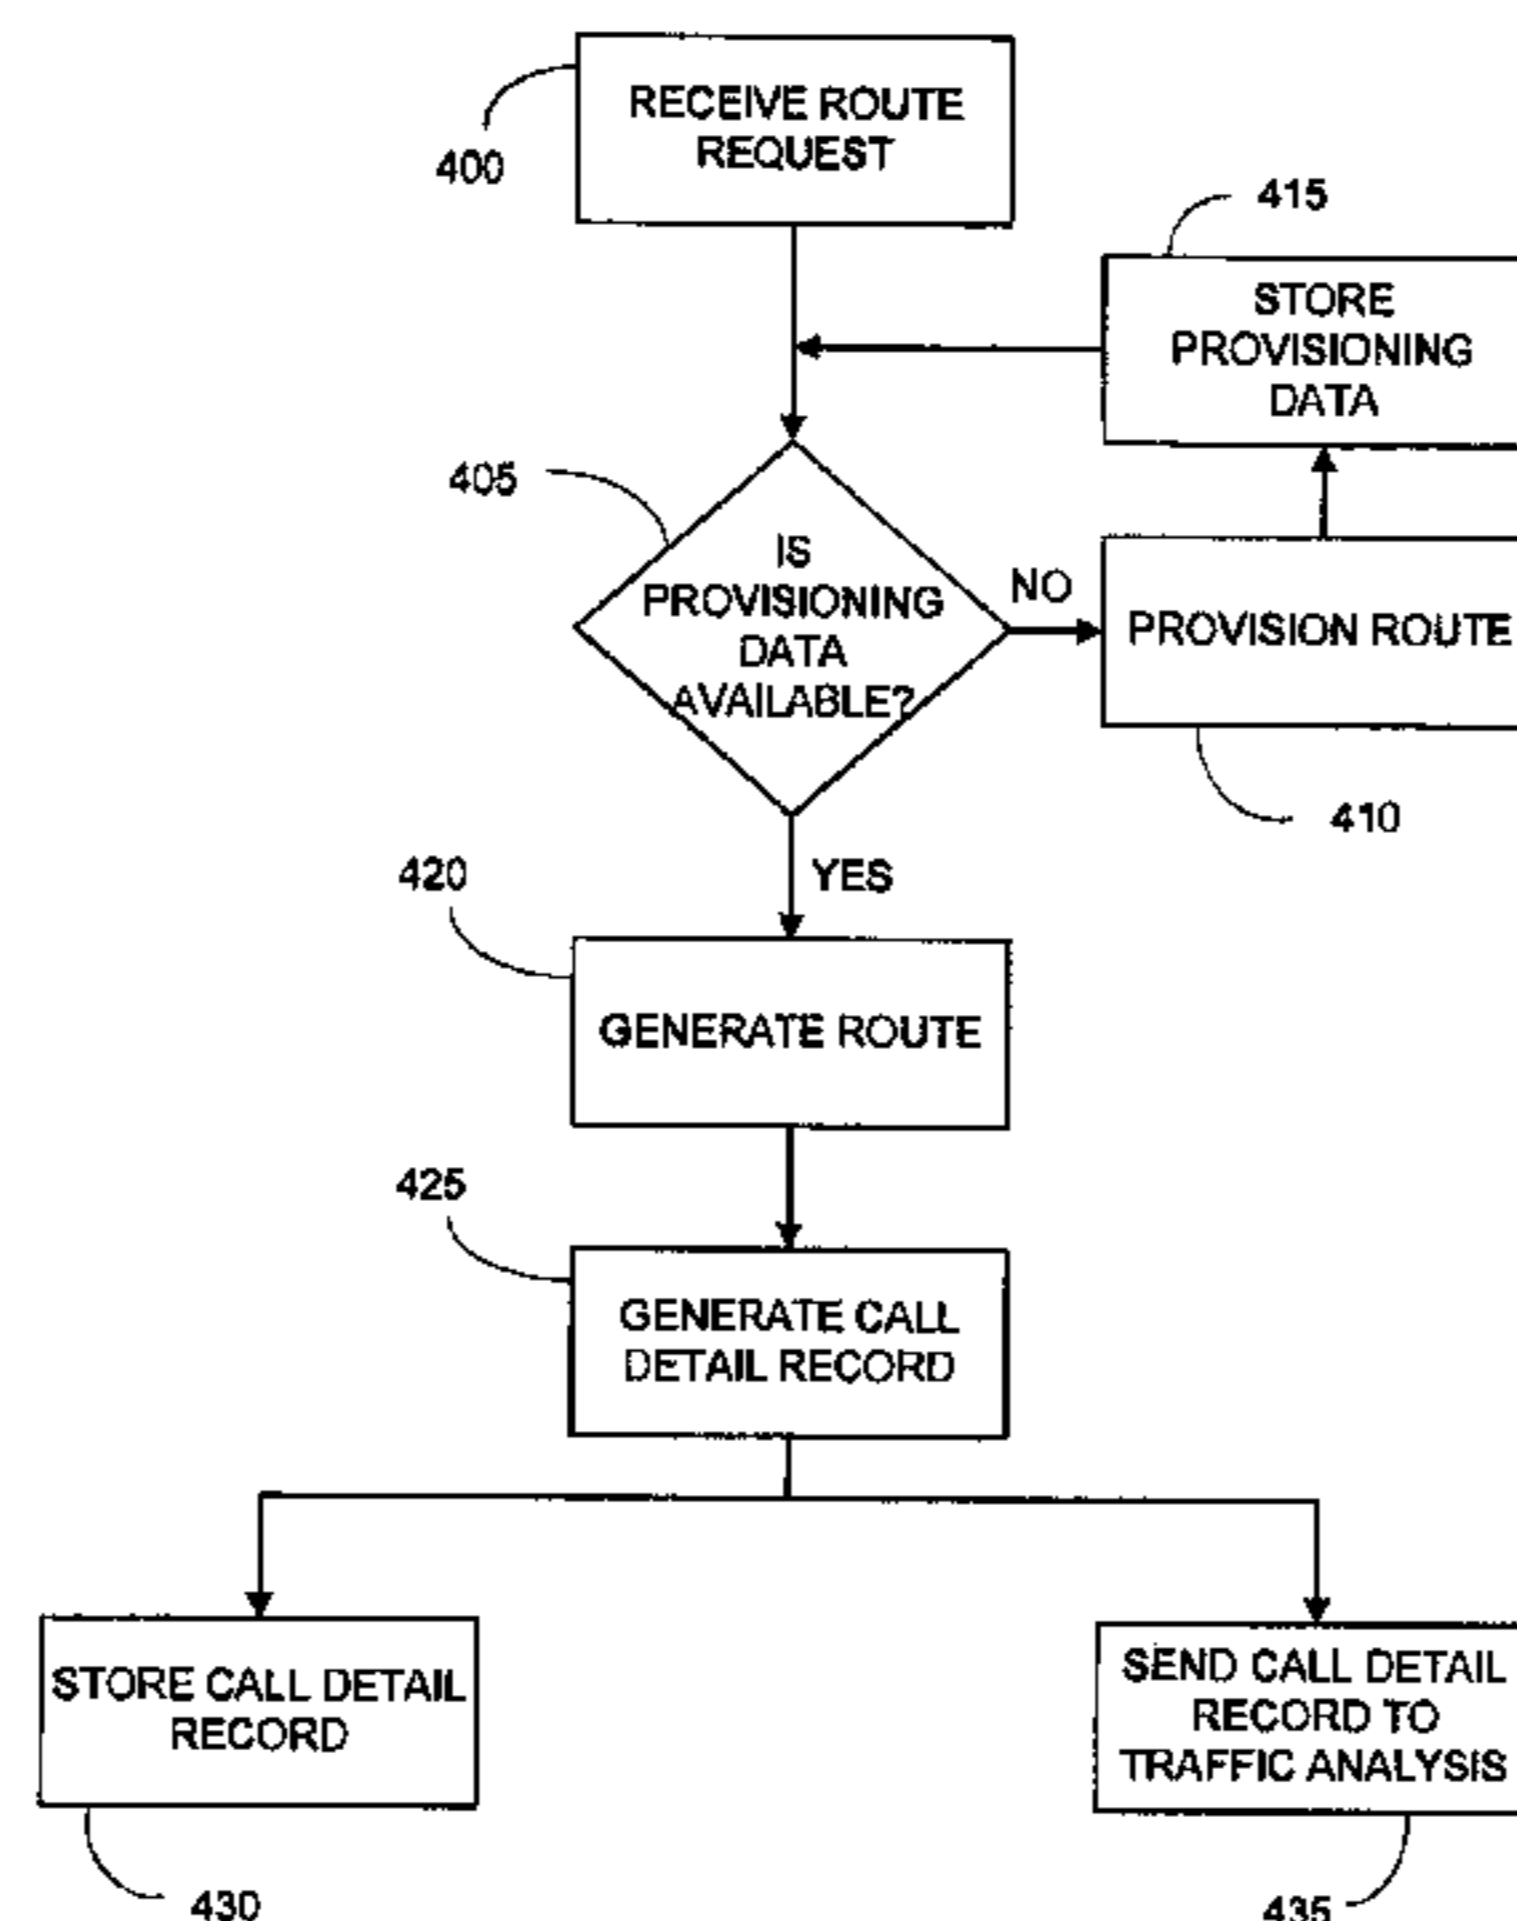 RECEIVE ROUTE
REQUEST
400
415
STORE
PROVISIONING
DATA
405
IS
PROVISIONING
DATA
AVAILABLE?
NO
PROVISION ROUTE
410
YES
420
GENERATE ROUTE
425
GENERATE CALL
DETAIL RECORD
STORE CALL DETAIL
RECORD
SEND CALL DETAIL
RECORD TO
TRAFFIC ANALYSIS
430
435